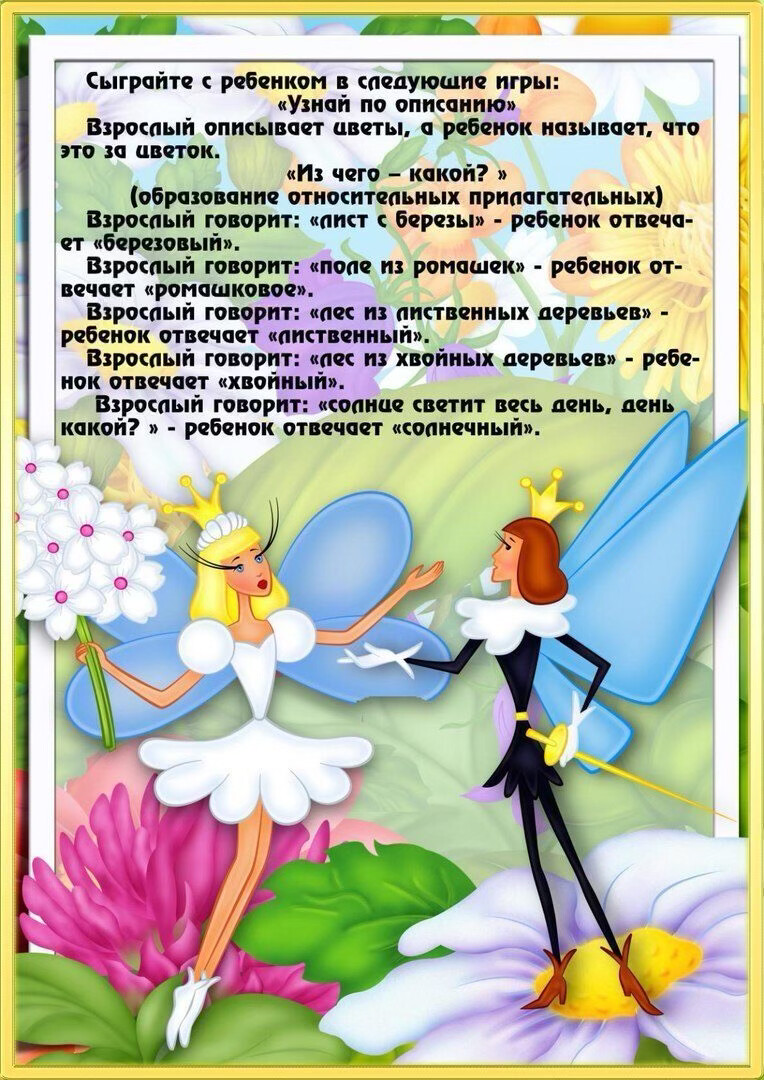 Сыграйте с ребенком в следующие игры:
«Узнай по описанию»
Взрослый описывает цветы, а ребенок называет, что
это за цветок.
«Из чего – какой? »
(образование относительных прилагательных)
Взрослый говорит: «лист с березы» - ребенок отвеча-
ет «березовый».
Взрослый говорит: «поле из ромашек» - ребенок от-
вечает «ромашковое».
Взрослый говорит: «лес из лиственных деревьев» -
ребенок отвечает «лиственный».
Взрослый говорит: «лес из хвойных деревьев» - ребе-
нок отвечает «хвойный».
Взрослый говорит: «солнце светит весь день, день
какой? » - ребенок отвечает «солнечный».